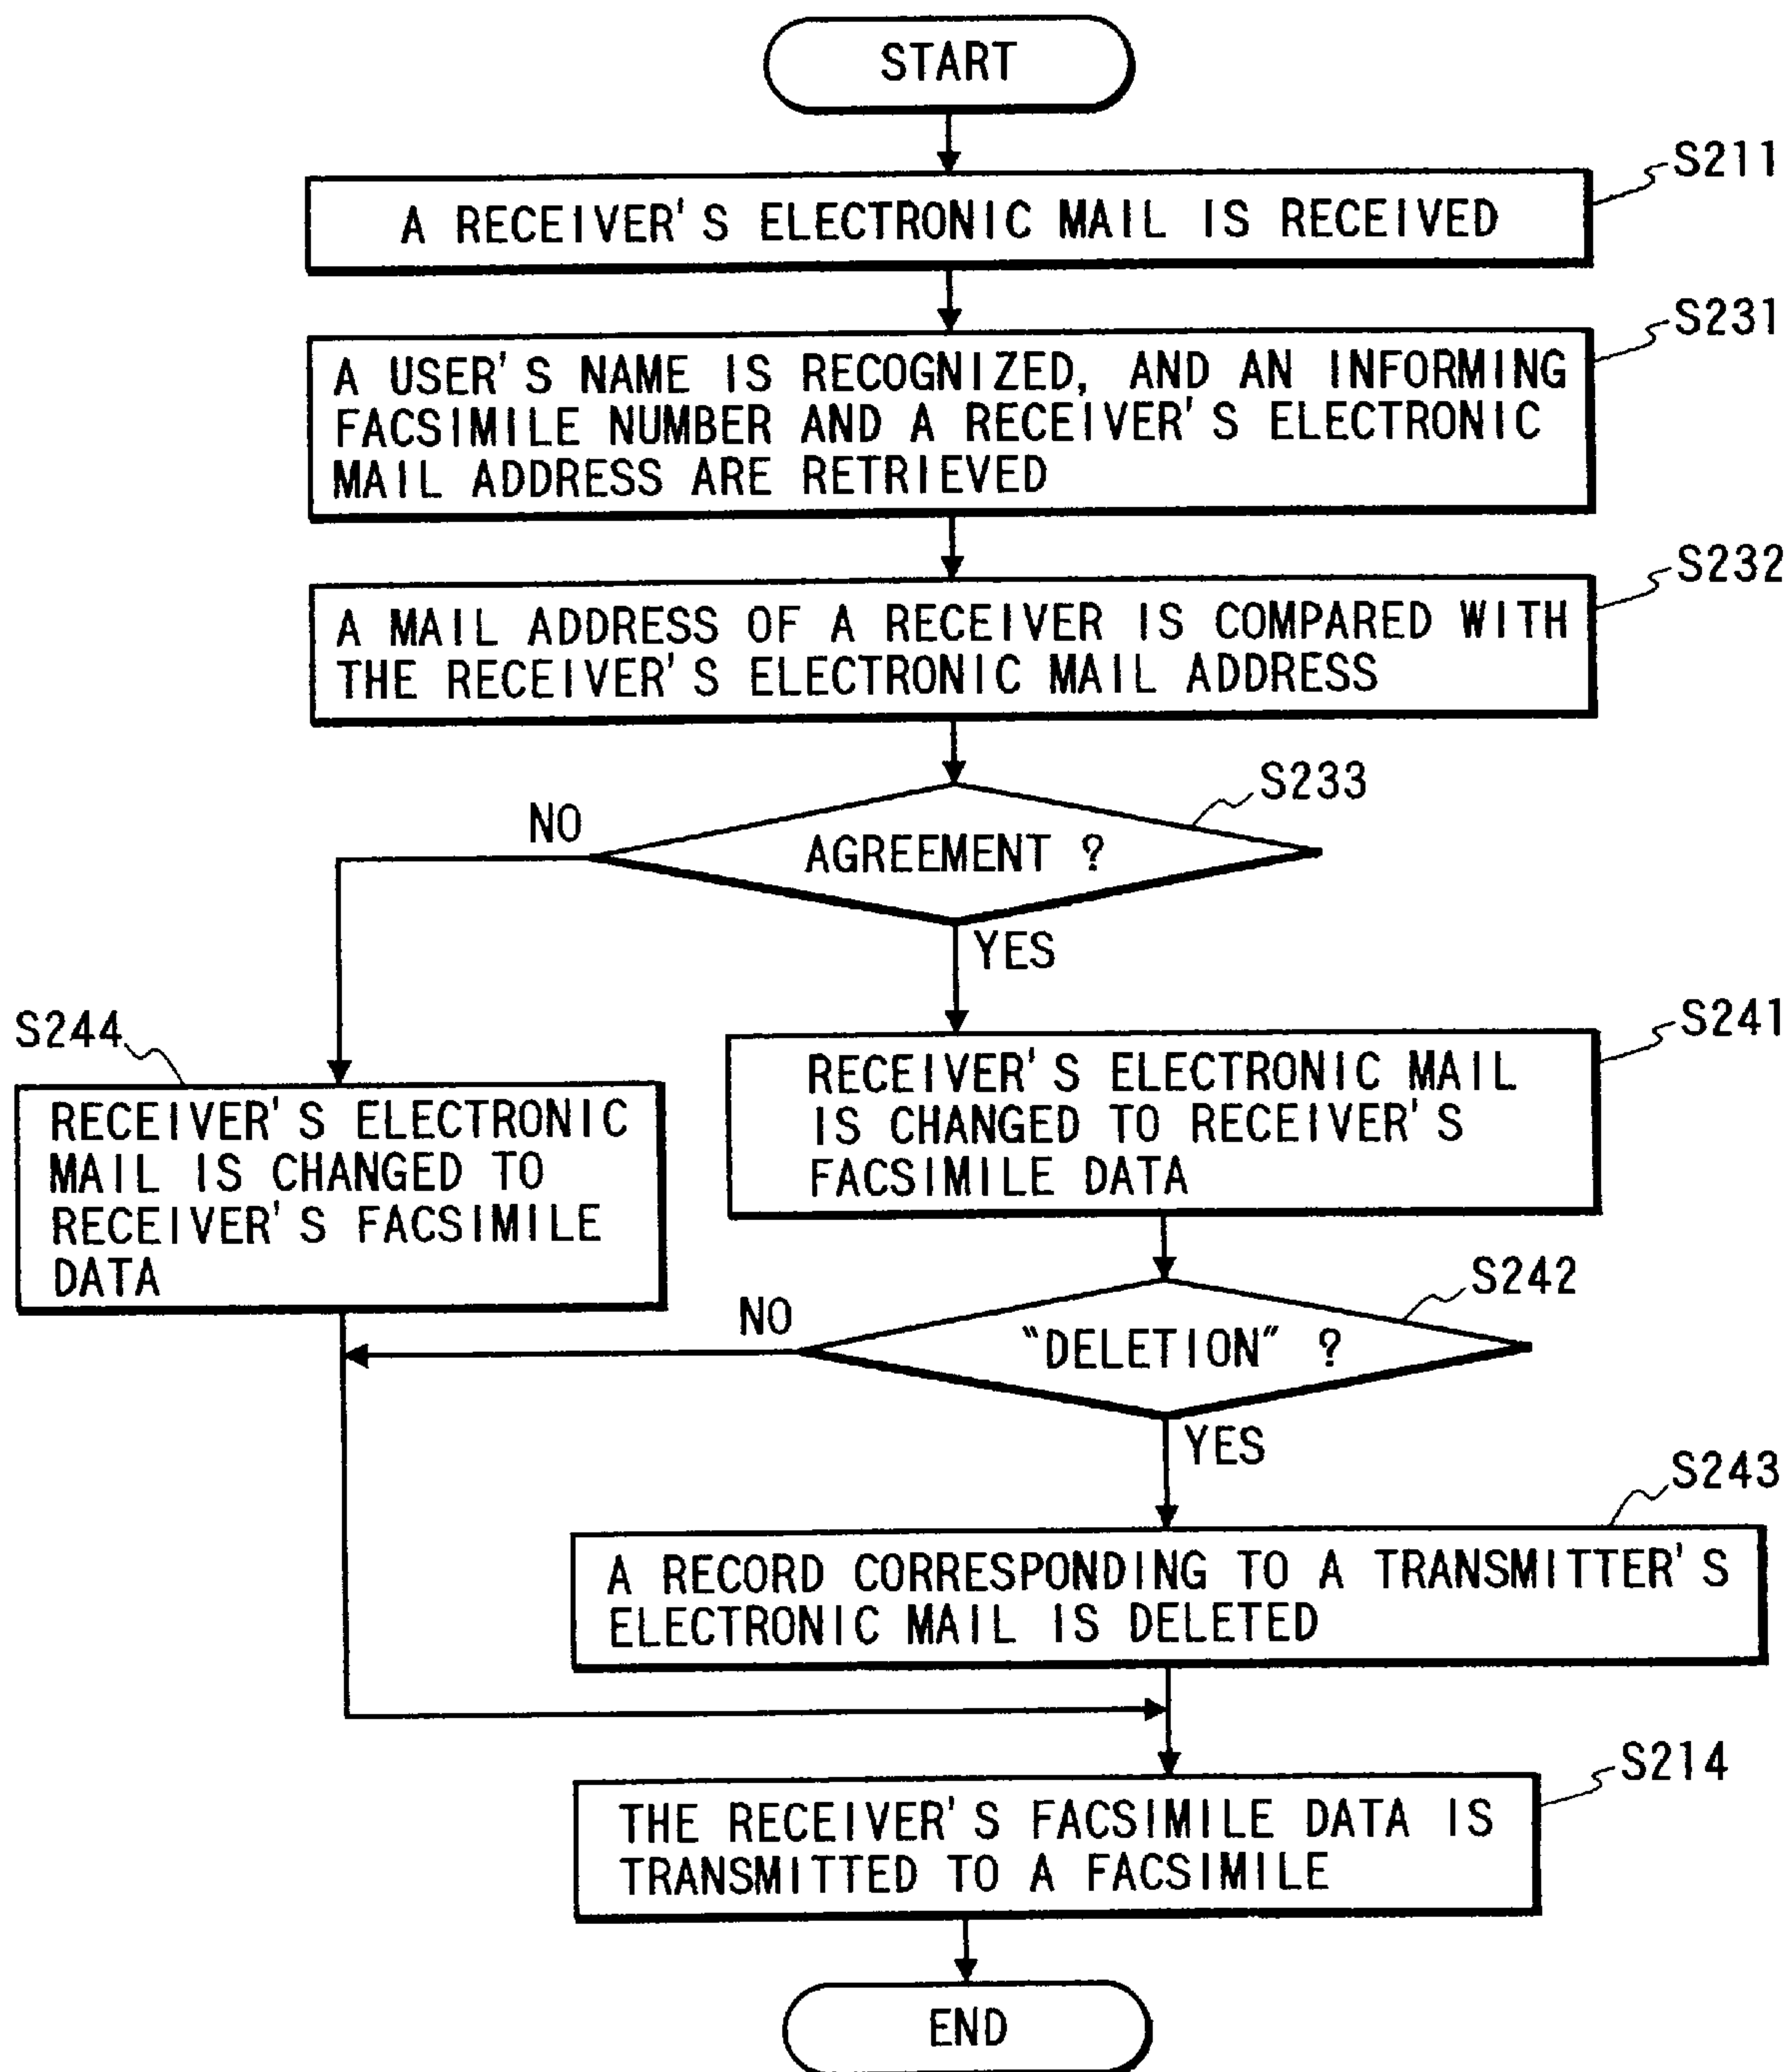 START
S211
A RECEIVER'S ELECTRONIC MAIL IS RECEIVED
S231
A USER'S NAME IS RECOGNIZED, AND AN INFORMING
FACSIMILE NUMBER AND A RECEIVER'S ELECTRONIC
MAIL ADDRESS ARE RETRIEVED
S232
A MAIL ADDRESS OF A RECEIVER IS COMPARED WITH
THE RECEIVER'S ELECTRONIC MAIL ADDRESS
S233
NO
AGREEMENT ?
YES
S244
RECEIVER'S ELECTRONIC
MAIL IS CHANGED TO
RECEIVER'S FACSIMILE
DATA
S241
RECEIVER'S ELECTRONIC MAIL
IS CHANGED TO RECEIVER'S
FACSIMILE DATA
S242
NO
"DELETION" ?
YES
S243
A RECORD CORRESPONDING TO A TRANSMITTER'S
ELECTRONIC MAIL IS DELETED
S214
THE RECEIVER'S FACSIMILE DATA IS
TRANSMITTED TO A FACSIMILE
END